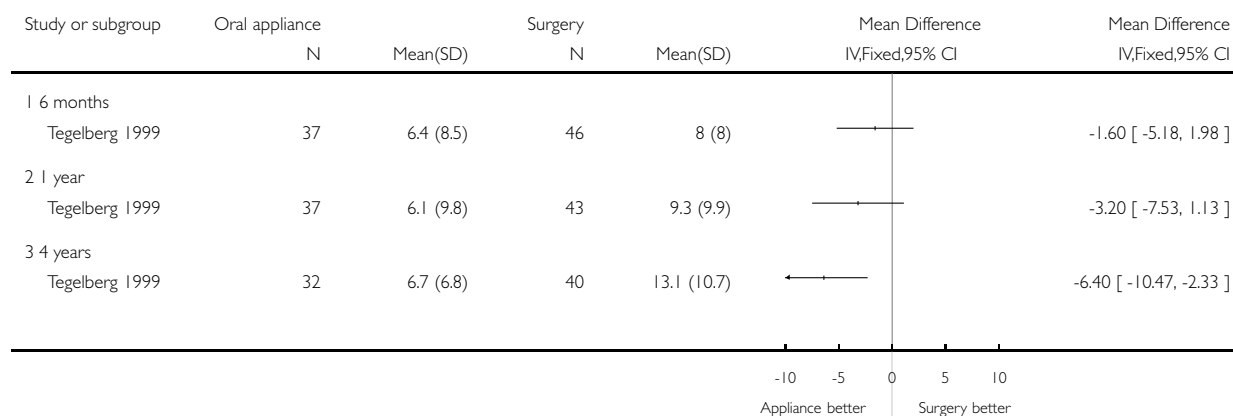 Study or subgroup Oral appliance Surgery Mean Difference Mean Difference
N Mean(SD) N Mean(SD) IV,Fixed,95% CI IV,Fixed,95% CI
1 6 months
Tegelberg 1999 37 6.4 (8.5) 46 8 (8) -1.60 [ -5.18, 1.98 ]
2 1 year
Tegelberg 1999 37 6.1 (9.8) 43 9.3 (9.9) -3.20 [ -7.53, 1.13 ]
3 4 years
Tegelberg 1999 32 6.7 (6.8) 40 13.1 (10.7) -6.40 [ -10.47, -2.33 ]
-10 -5 0 5 10
Appliance better Surgery better